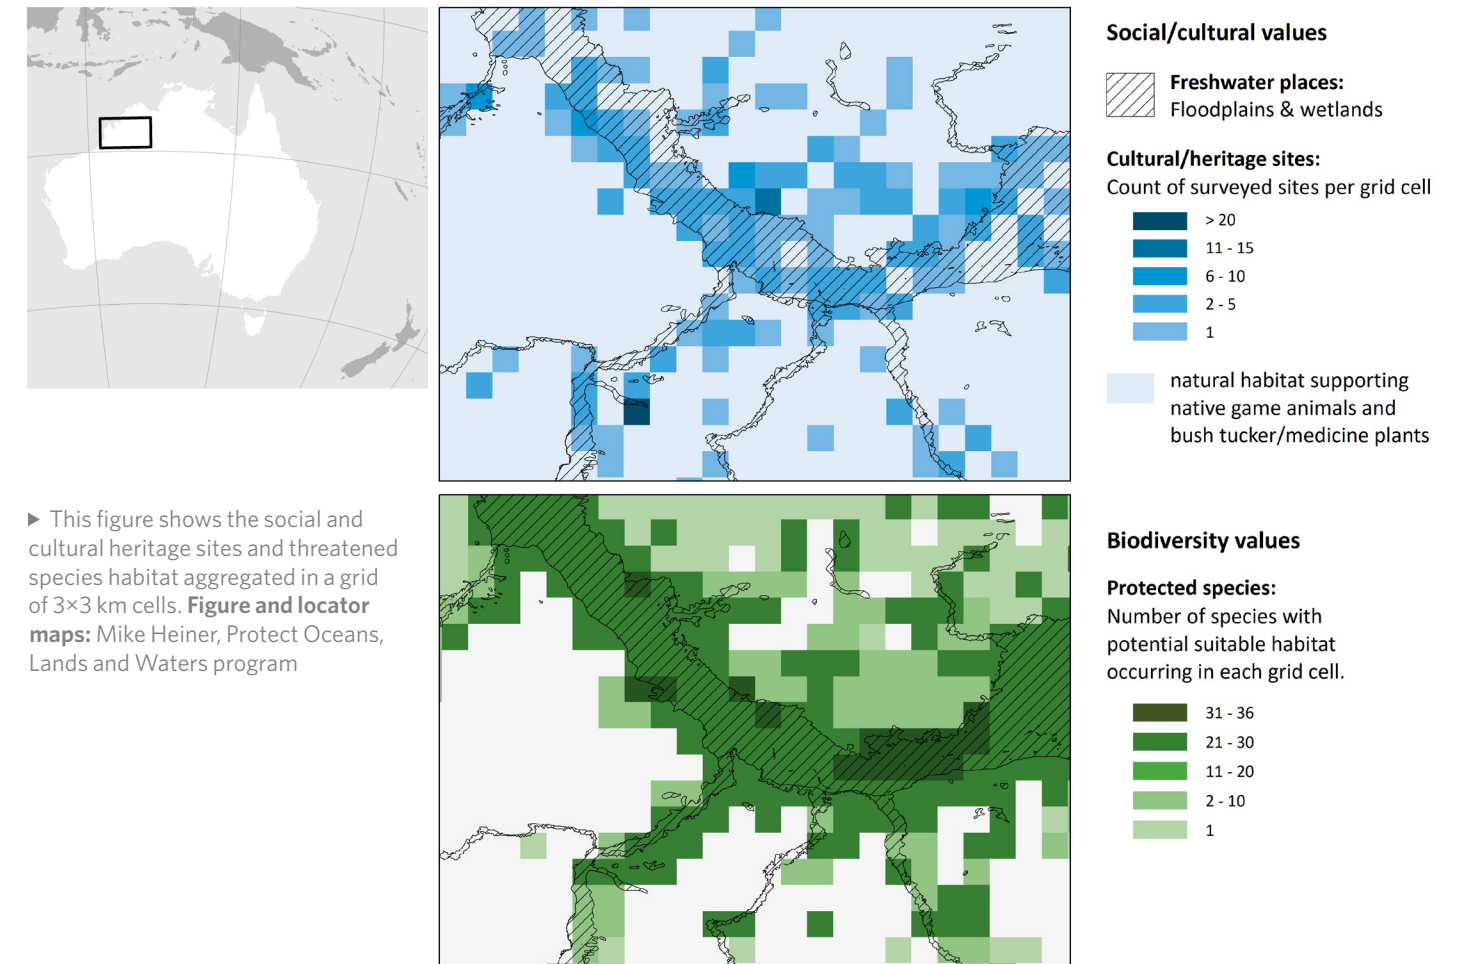 Social/cultural values
Freshwater places:
Floodplains & wetlands
Cultural/heritage sites:
Count of surveyed sites per grid cell
> 20
11 - 15
6 - 10
2 - 5
1
natural habitat supporting
native game animals and
bush tucker/medicine plants
▶ This figure shows the social and
cultural heritage sites and threatened
species habitat aggregated in a grid
of 3×3 km cells. Figure and locator
maps: Mike Heiner, Protect Oceans,
Lands and Waters program
Biodiversity values
Protected species:
Number of species with
potential suitable habitat
occurring in each grid cell.
31 - 36
21 - 30
11 - 20
2 - 10
1